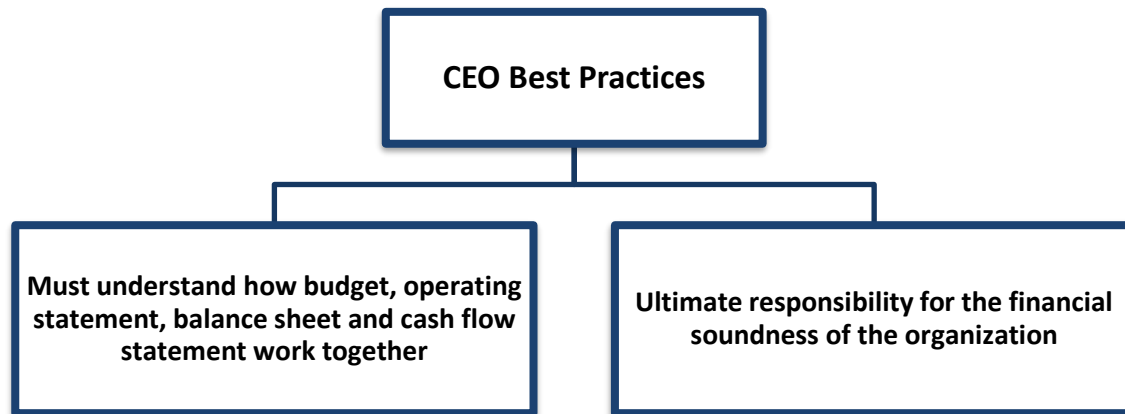 CEO Best Practices
Must understand how budget, operating
statement, balance sheet and cash flow
statement work together
Ultimate responsibility for the financial
soundness of the organization